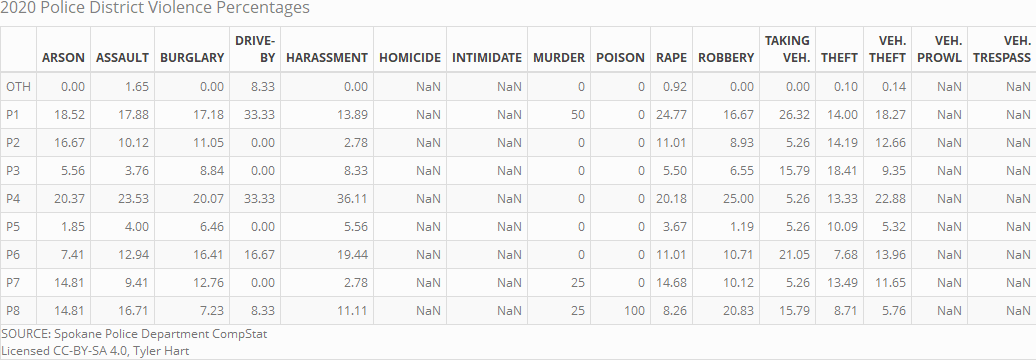 2020 Police District Violence Percentages
ARSON ASSAULT BURGLARY DRIVE-BY HARASSMENT HOMICIDE INTIMIDATE MURDER POISON RAPE ROBBERY TAKING VEH. THEFT VEH. THEFT VEH. PROWL VEH. TRESPASS
OTH 0.00 1.65 0.00 8.33 0.00 NaN NaN 0 0 0.92 0.00 0.00 0.10 0.14 NaN NaN
P1 18.52 17.88 17.18 33.33 13.89 NaN NaN 50 0 24.77 16.67 26.32 14.00 18.27 NaN NaN
P2 16.67 10.12 11.05 0.00 2.78 NaN NaN 0 0 11.01 8.93 5.26 14.19 12.66 NaN NaN
P3 5.56 3.76 8.84 0.00 8.33 NaN NaN 0 0 5.50 6.55 15.79 18.41 9.35 NaN NaN
P4 20.37 23.53 20.07 33.33 36.11 NaN NaN 0 0 20.18 25.00 5.26 13.33 22.88 NaN NaN
P5 1.85 4.00 6.46 0.00 5.56 NaN NaN 0 0 3.67 1.19 5.26 10.09 5.32 NaN NaN
P6 7.41 12.94 16.41 16.67 19.44 NaN NaN 0 0 11.01 10.71 21.05 7.68 13.96 NaN NaN
P7 14.81 9.41 12.76 0.00 2.78 NaN NaN 25 0 14.68 10.12 5.26 13.49 11.65 NaN NaN
P8 14.81 16.71 7.23 8.33 11.11 NaN NaN 25 100 8.26 20.83 15.79 8.71 5.76 NaN NaN
SOURCE: Spokane Police Department CompStat
Licensed CC-BY-SA 4.0, Tyler Hart